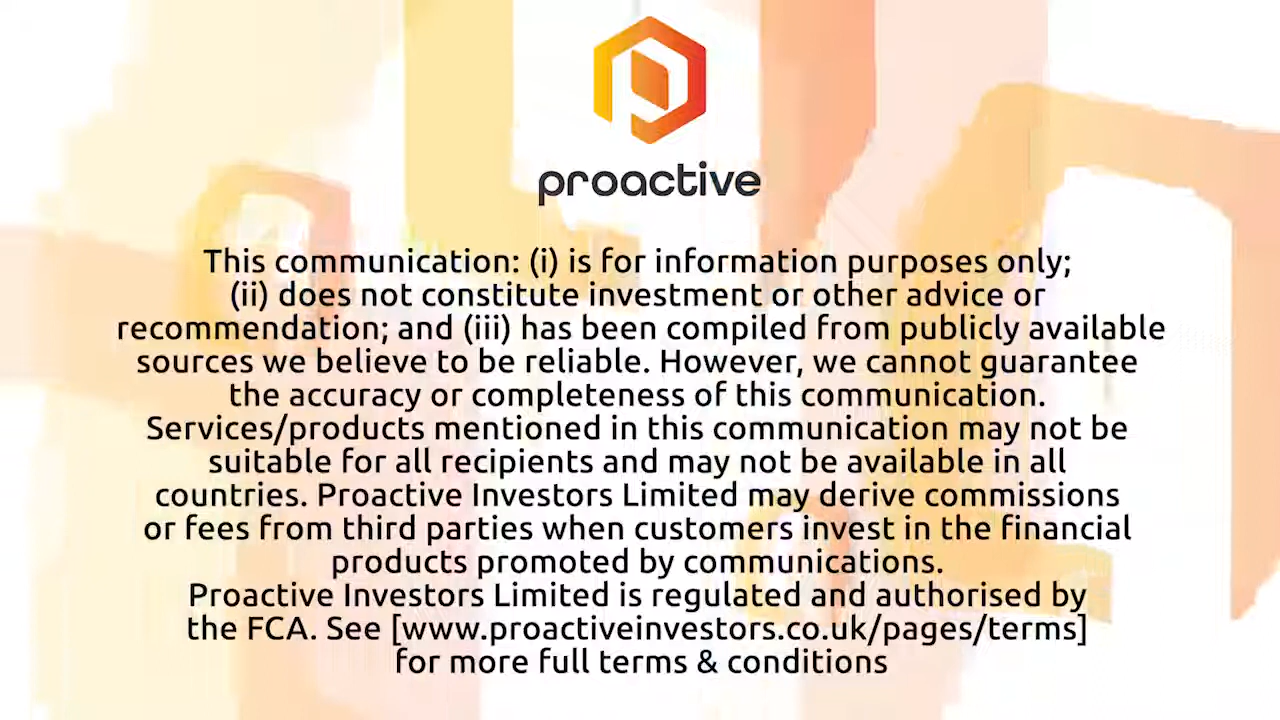 proactive
This communication: (i) is for information purposes only;
(ii) does not constitute investment or other advice or
recommendation; and (iii) has been compiled from publicly available
sources we believe to be reliable. However, we cannot guarantee
the accuracy or completeness of this communication.
Services/products mentioned in this communication may not be
suitable for all recipients and may not be available in all
countries. Proactive Investors Limited may derive commissions
or fees from third parties when customers invest in the financial
products promoted by communications.
Proactive Investors Limited is regulated and authorised by
the FCA. See [www.proactiveinvestors.co.uk/pages/terms]
for more full terms & conditions